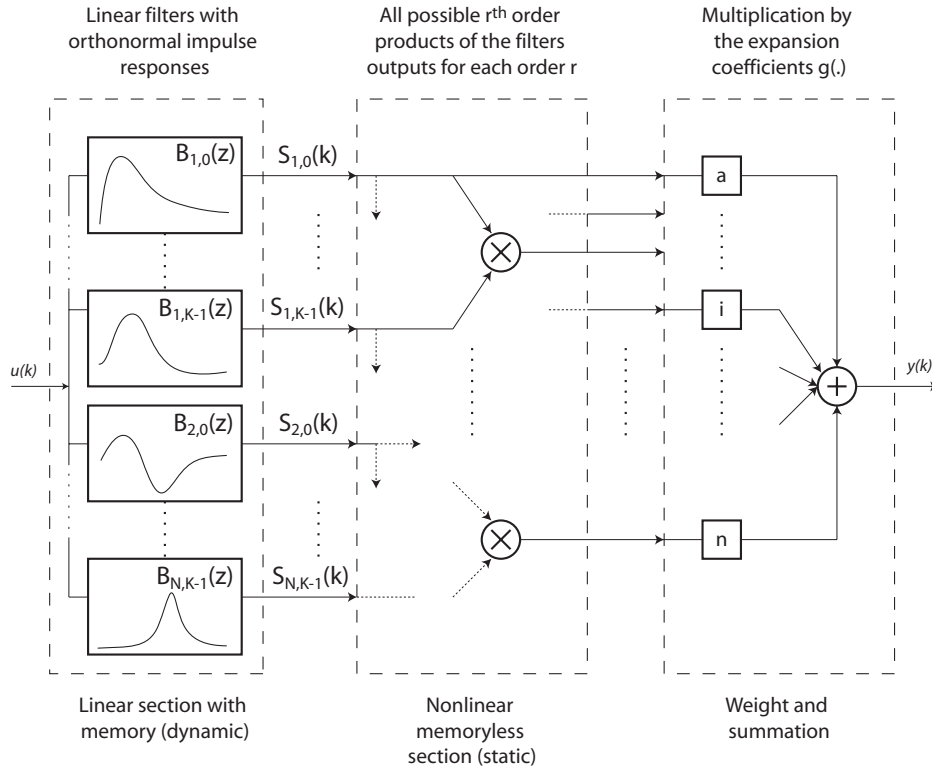 Linear filters with
orthonormal impulse
responses
All possible rth order
products of the filters
outputs for each order r
Multiplication by
the expansion
coefficients g(.)
B1,0(z)
S1,0(k)
a
B1,K-1(z)
S1,K-1(k)
i
u(k)
y(k)
B2,0(z)
S2,0(k)
n
BN,K-1(z)
SN,K-1(k)
Linear section with
memory (dynamic)
Nonlinear
memoryless
section (static)
Weight and
summation